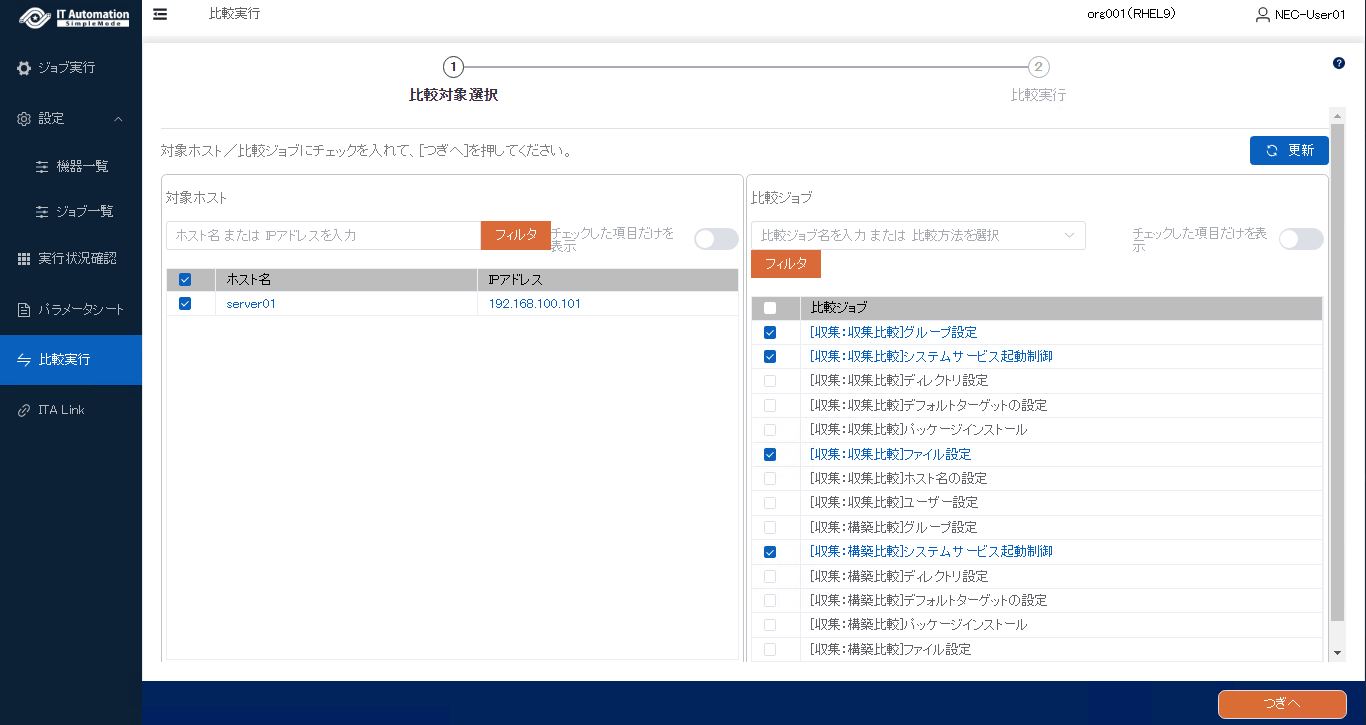 IT Automation
SimpleMode
比較実行
org001(RHEL9)
NEC-User01
ジョブ実行
設定
機器一覧
ジョブ一覧
実行状況確認
パラメータシート
比較実行
ITA Link
1
2
?
比較対象選択
比較実行
対象ホスト／比較ジョブにチェックを入れて、[つぎへ]を押してください。
更新
対象ホスト
ホスト名 または IPアドレスを入力
フィルタ
チェックした項目だけを
表示
ホスト名
IPアドレス
server01
192.168.100.101
比較ジョブ
比較ジョブ名を入力 または 比較方法を選択
チェックした項目だけを表
示
フィルタ
比較ジョブ
[収集:収集比較]グループ設定
[収集:収集比較]システムサービス起動制御
[収集:収集比較]ディレクトリ設定
[収集:収集比較]デフォルトターゲットの設定
[収集:収集比較]パッケージインストール
[収集:収集比較]ファイル設定
[収集:収集比較]ホスト名の設定
[収集:収集比較]ユーザー設定
[収集:構築比較]グループ設定
[収集:構築比較]システムサービス起動制御
[収集:構築比較]ディレクトリ設定
[収集:構築比較]デフォルトターゲットの設定
[収集:構築比較]パッケージインストール
[収集:構築比較]ファイル設定
つぎへ